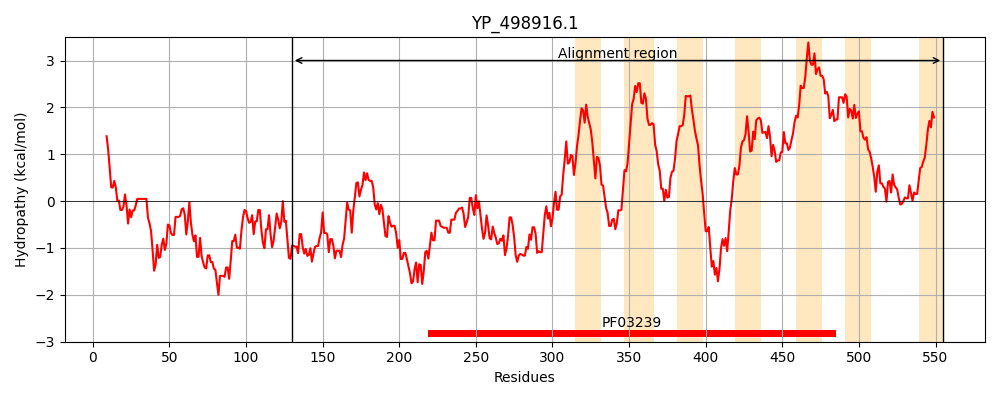 YP_498916.1
Alignment region
3
2
1
0
−1
−2
−3
Hydropathy (kcal/mol)
PF03239
0 50 100 150 200 250 300 350 400 450 500 550
Residues